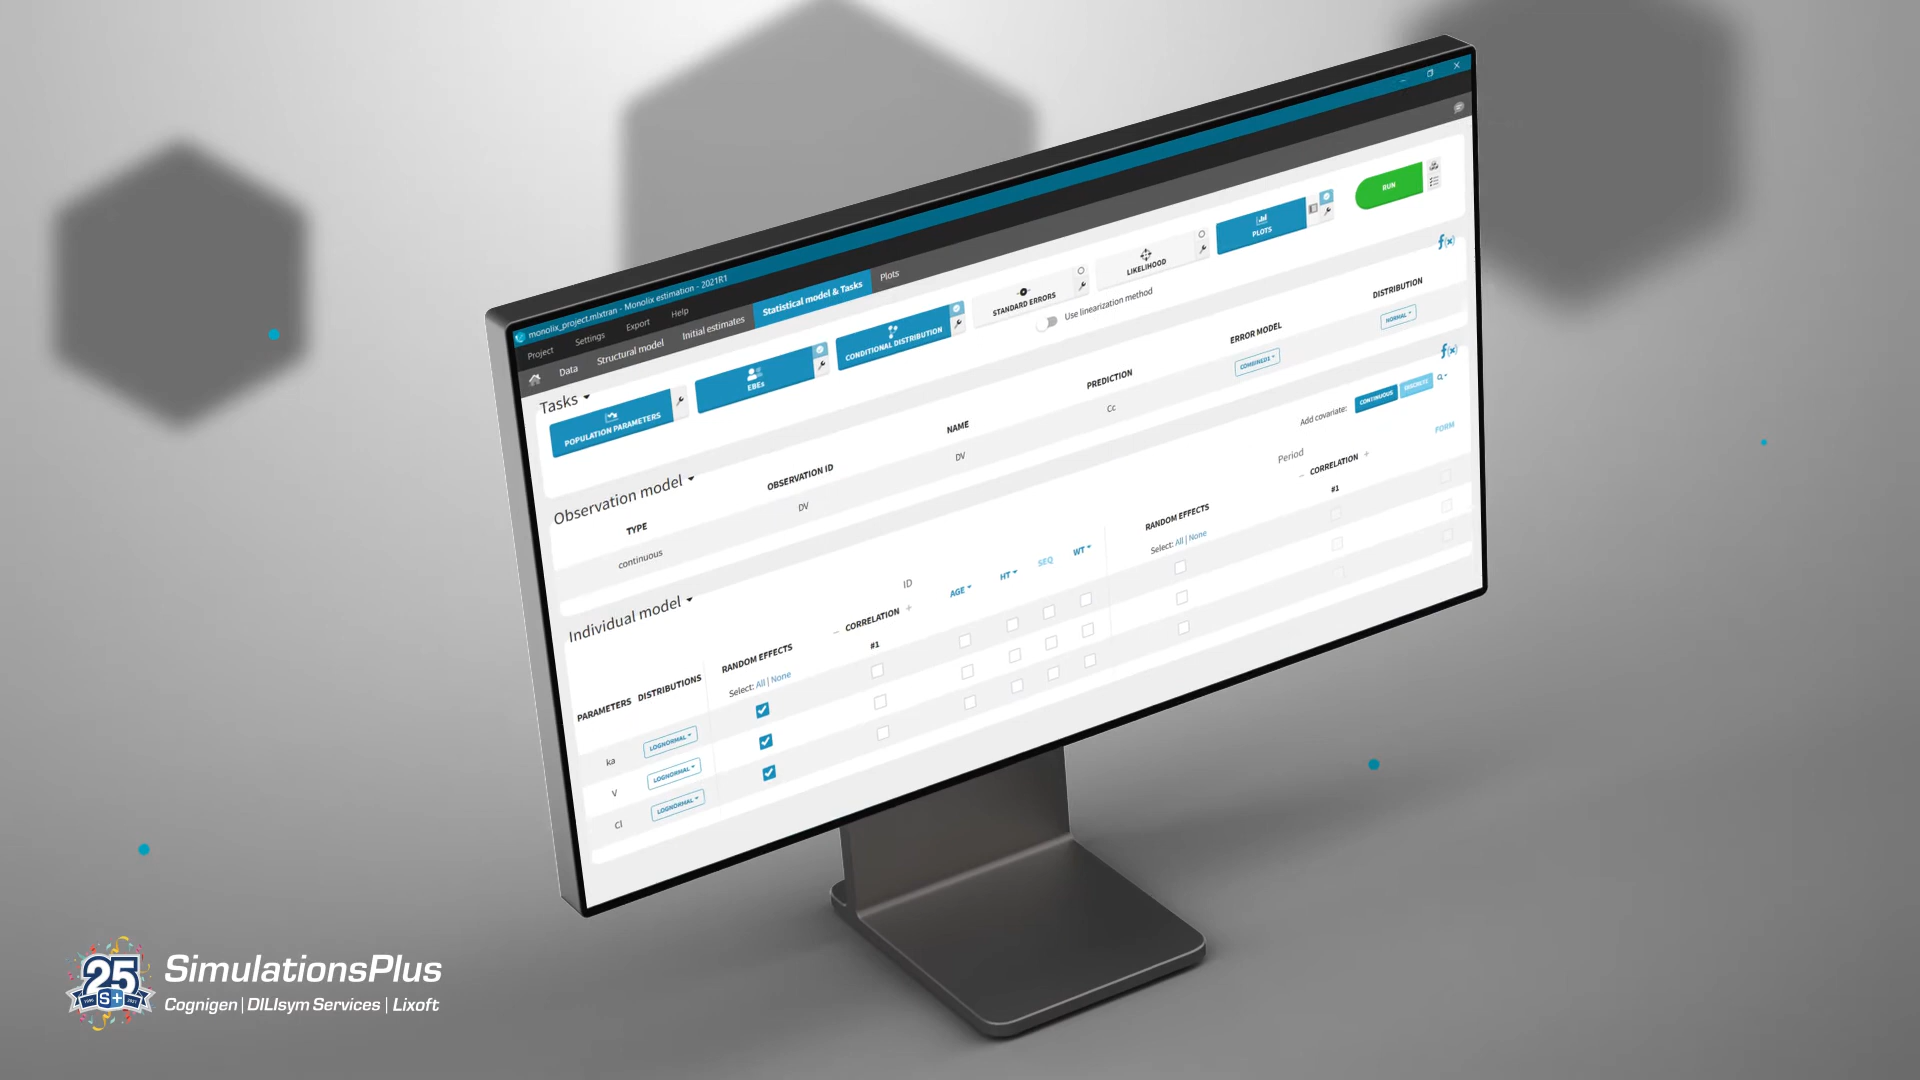 monolix_project.mlxtran - Monolix estimation - 2021R1
Project Settings Export Help
Data Structural model Initial estimates Statistical model & Tasks Plots
Tasks
POPULATION PARAMETERS
EBEs
CONDITIONAL DISTRIBUTION
STANDARD ERRORS
LIKELIHOOD
PLOTS
RUN
Use linearization method
Observation model
f(x)
TYPE OBSERVATION ID NAME PREDICTION ERROR MODEL DISTRIBUTION
continuous DV DV Cc COMBINED1 NORMAL
Individual model
f(x)
Add covariate: CONTINUOUS DISCRETE
ID
Period
PARAMETERS DISTRIBUTIONS RANDOM EFFECTS − CORRELATION + AGE HT SEQ WT RANDOM EFFECTS − CORRELATION + FORM
Select: All | None #1 Select: All | None #1
ka LOGNORMAL
V LOGNORMAL
Cl LOGNORMAL
25
S+
1996 2021
SimulationsPlus
Cognigen | DILIsym Services | Lixoft